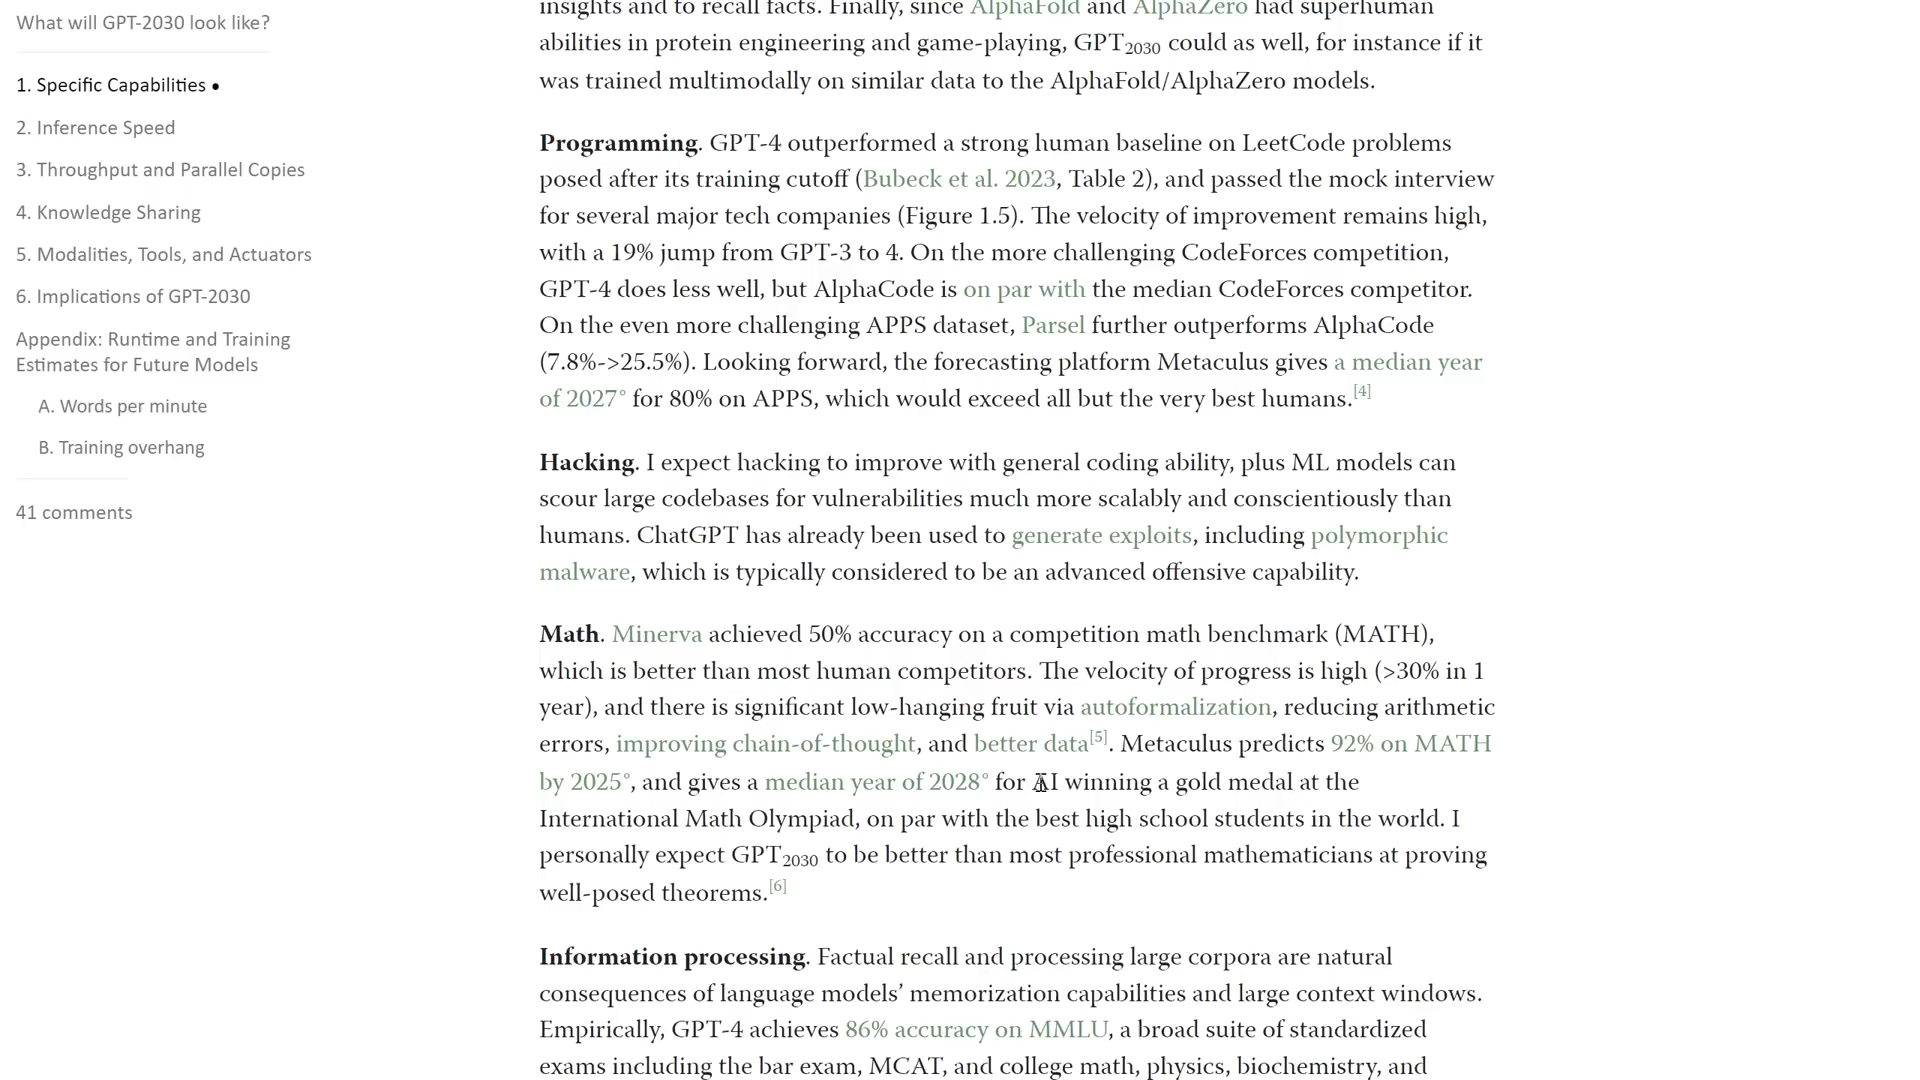 What will GPT-2030 look like?
1. Specific Capabilities •
2. Inference Speed
3. Throughput and Parallel Copies
4. Knowledge Sharing
5. Modalities, Tools, and Actuators
6. Implications of GPT-2030
Appendix: Runtime and Training
Estimates for Future Models
A. Words per minute
B. Training overhang
41 comments
insights and to recall facts. Finally, since AlphaFold and AlphaZero had superhuman
abilities in protein engineering and game-playing, GPT2030 could as well, for instance if it
was trained multimodally on similar data to the AlphaFold/AlphaZero models.
Programming. GPT-4 outperformed a strong human baseline on LeetCode problems
posed after its training cutoff (Bubeck et al. 2023, Table 2), and passed the mock interview
for several major tech companies (Figure 1.5). The velocity of improvement remains high,
with a 19% jump from GPT-3 to 4. On the more challenging CodeForces competition,
GPT-4 does less well, but AlphaCode is on par with the median CodeForces competitor.
On the even more challenging APPS dataset, Parsel further outperforms AlphaCode
(7.8%->25.5%). Looking forward, the forecasting platform Metaculus gives a median year
of 2027° for 80% on APPS, which would exceed all but the very best humans.[4]
Hacking. I expect hacking to improve with general coding ability, plus ML models can
scour large codebases for vulnerabilities much more scalably and conscientiously than
humans. ChatGPT has already been used to generate exploits, including polymorphic
malware, which is typically considered to be an advanced offensive capability.
Math. Minerva achieved 50% accuracy on a competition math benchmark (MATH),
which is better than most human competitors. The velocity of progress is high (>30% in 1
year), and there is significant low-hanging fruit via autoformalization, reducing arithmetic
errors, improving chain-of-thought, and better data[5]. Metaculus predicts 92% on MATH
by 2025°, and gives a median year of 2028° for AI winning a gold medal at the
International Math Olympiad, on par with the best high school students in the world. I
personally expect GPT2030 to be better than most professional mathematicians at proving
well-posed theorems.[6]
Information processing. Factual recall and processing large corpora are natural
consequences of language models' memorization capabilities and large context windows.
Empirically, GPT-4 achieves 86% accuracy on MMLU, a broad suite of standardized
exams including the bar exam, MCAT, and college math, physics, biochemistry, and